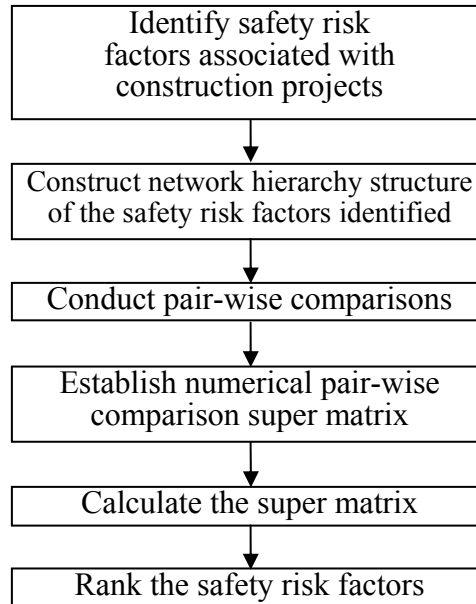 Identify safety risk
factors associated with
construction projects
Construct network hierarchy structure
of the safety risk factors identified
Conduct pair-wise comparisons
Establish numerical pair-wise
comparison super matrix
Calculate the super matrix
Rank the safety risk factors